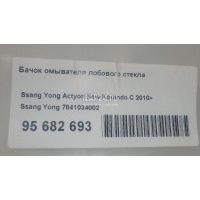 Бачок омывателя лобового стекла
Ssang Yong Actyon New/Korando C 2010>
Ssang Yong 7841034002
95 682 693